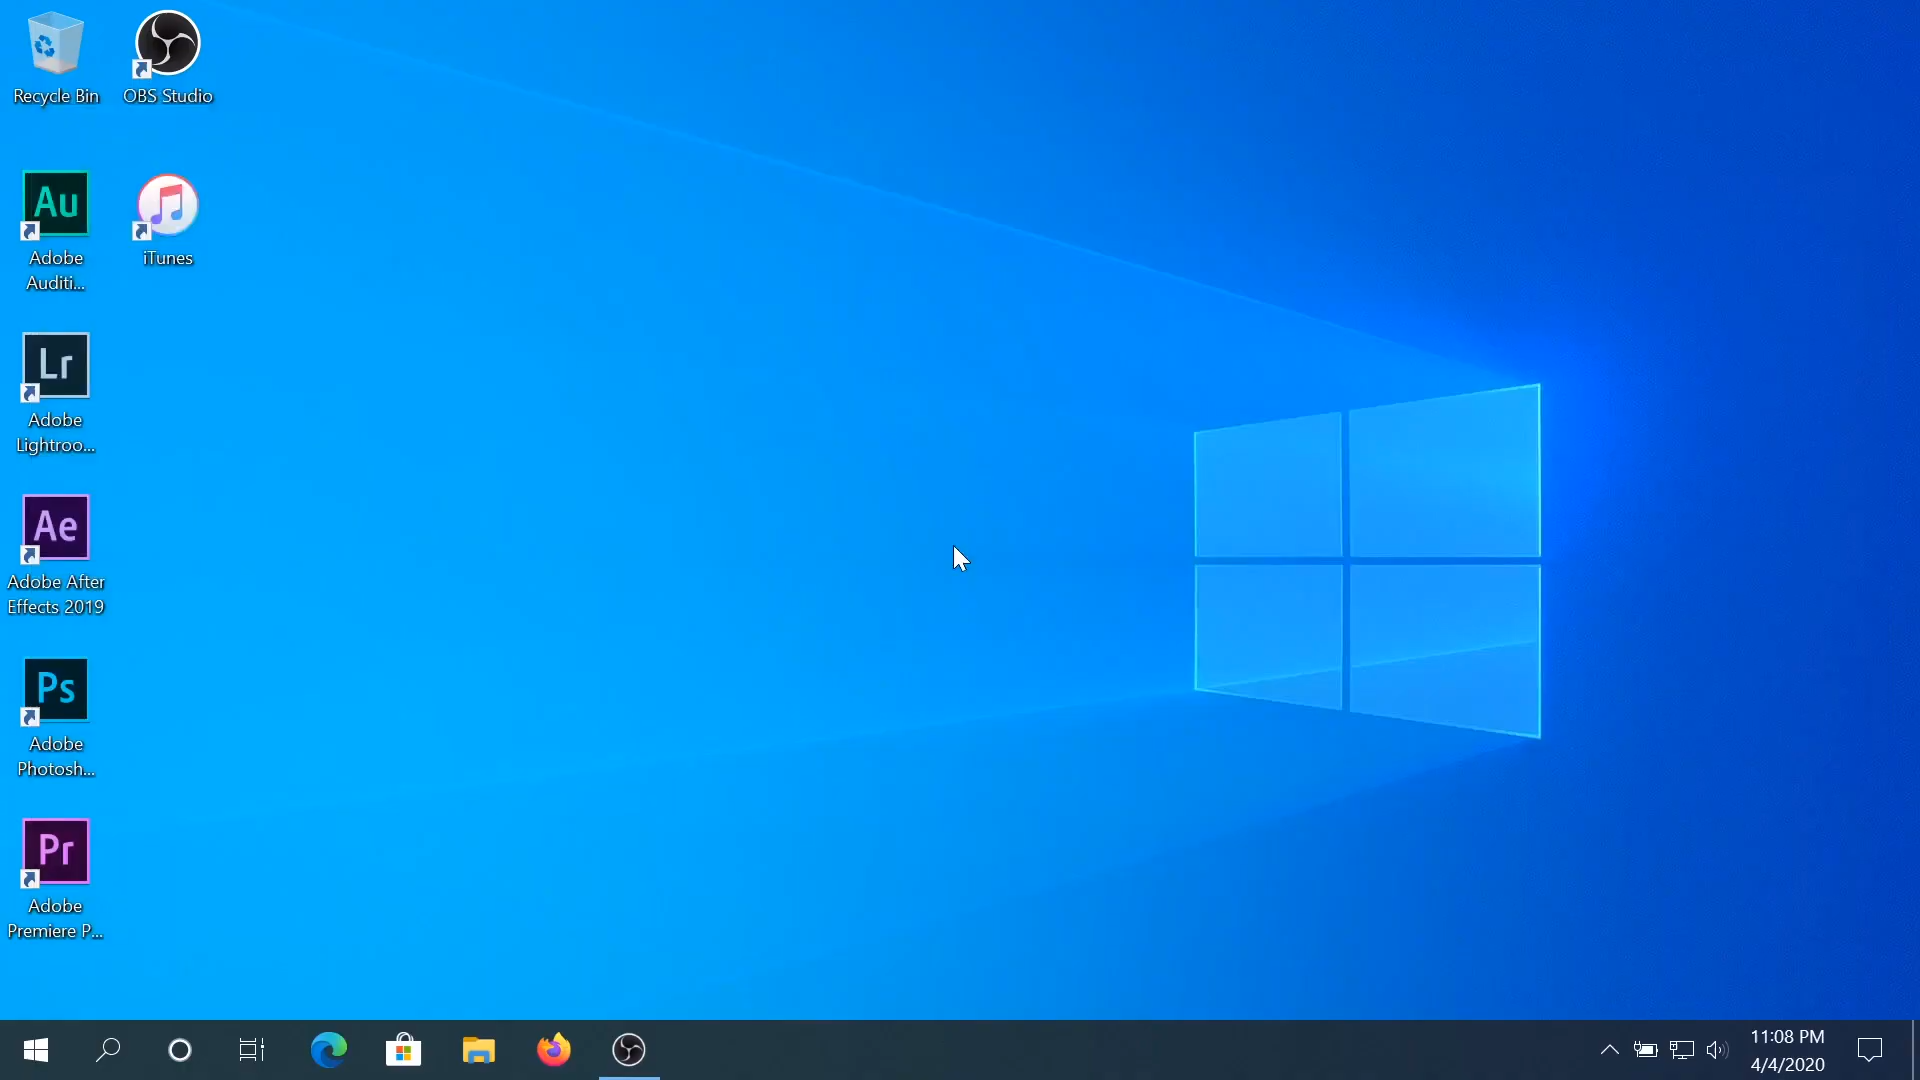 Recycle Bin
OBS Studio
Au
Adobe
Auditi...
iTunes
Lr
Adobe
Lightroo...
Ae
Adobe After
Effects 2019
Ps
Adobe
Photosh...
Pr
Adobe
Premiere P...
11:08 PM
4/4/2020